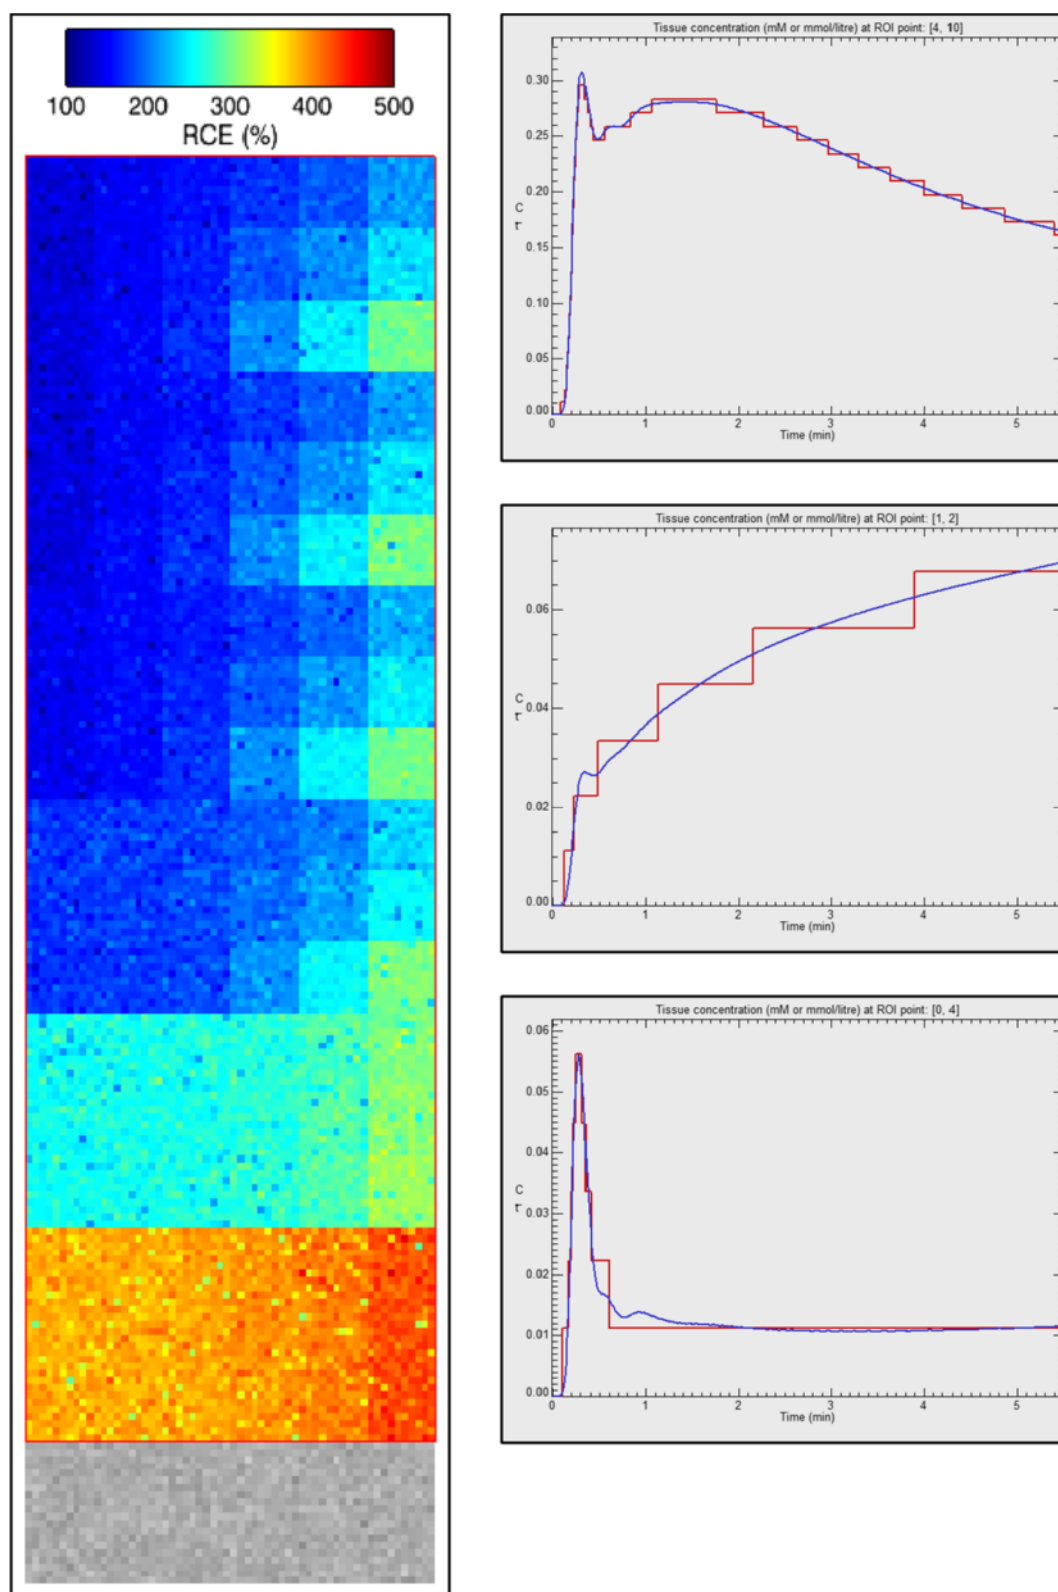 100 200 300 400 500
RCE (%)
Tissue concentration (mM or mmol/litre) at ROI point: [4, 10]
0.30
0.25
0.20
C
τ
0.15
0.10
0.05
0.00
0 1 2 3 4 5
Time (min)
Tissue concentration (mM or mmol/litre) at ROI point: [1, 2]
0.06
0.04
C
τ
0.02
0.00
0 1 2 3 4 5
Time (min)
Tissue concentration (mM or mmol/litre) at ROI point: [0, 4]
0.06
0.05
0.04
C
τ
0.03
0.02
0.01
0.00
0 1 2 3 4 5
Time (min)